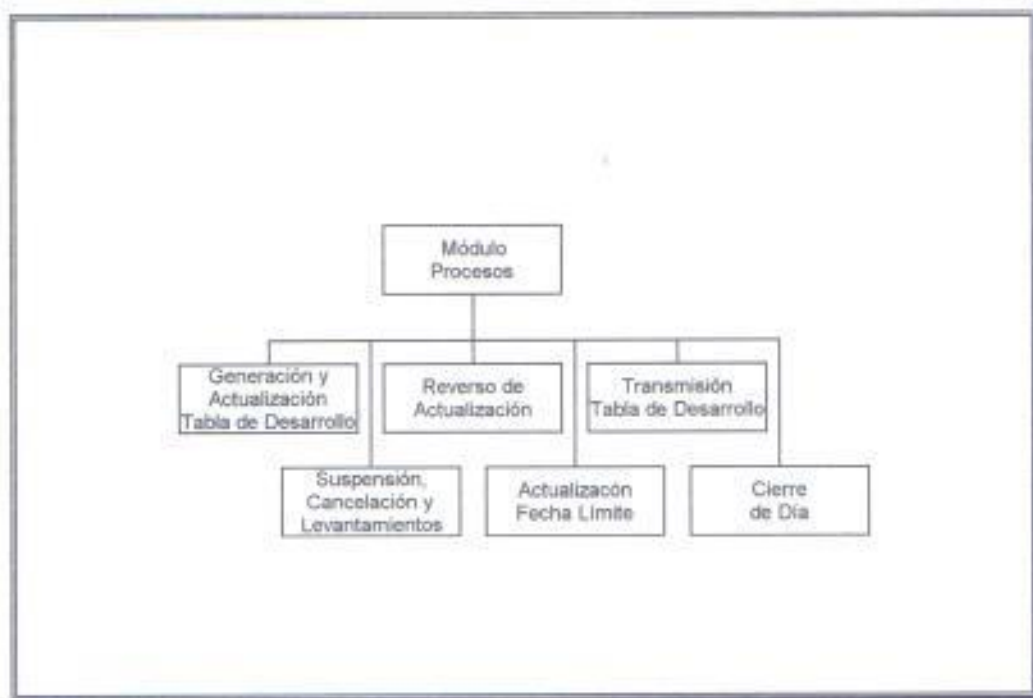 Módulo
Procesos
Generación y
Actualización
Tabla de Desarrollo
Reverso de
Actualización
Transmisión
Tabla de Desarrollo
Suspensión,
Cancelación y
Levantamientos
Actualizacón
Fecha Límite
Cierre
de Día